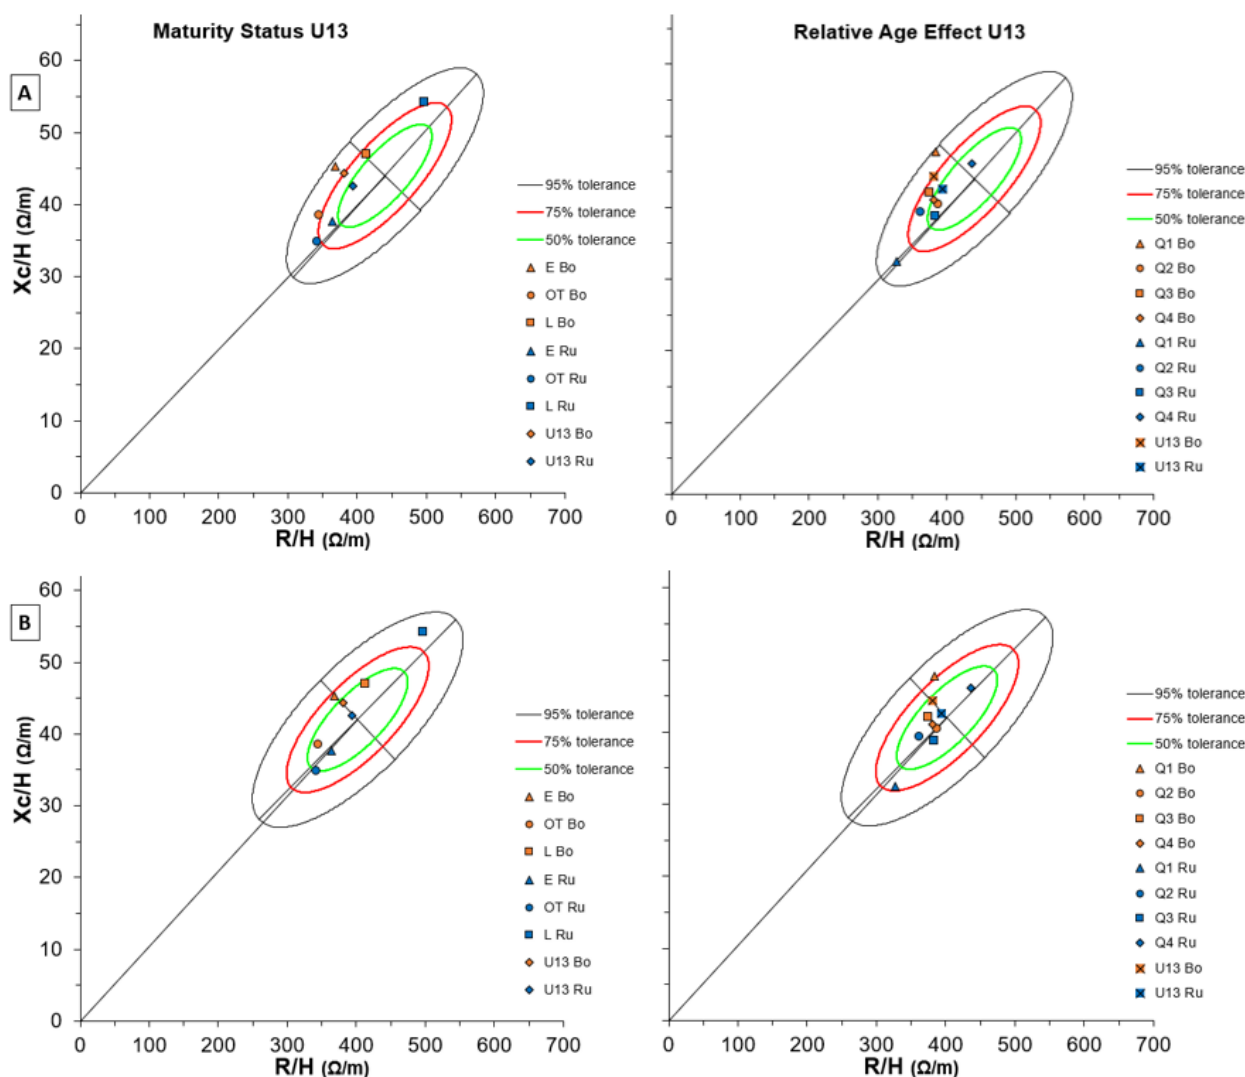 Maturity Status U13
A
60
50
40
30
20
10
0
Xc/H (Ω/m)
0 100 200 300 400 500 600 700
R/H (Ω/m)
95% tolerance
75% tolerance
50% tolerance
E Bo
OT Bo
L Bo
E Ru
OT Ru
L Ru
U13 Bo
U13 Ru
Relative Age Effect U13
0 100 200 300 400 500 600 700
R/H (Ω/m)
95% tolerance
75% tolerance
50% tolerance
Q1 Bo
Q2 Bo
Q3 Bo
Q4 Bo
Q1 Ru
Q2 Ru
Q3 Ru
Q4 Ru
U13 Bo
U13 Ru
B
60
50
40
30
20
10
0
Xc/H (Ω/m)
0 100 200 300 400 500 600 700
R/H (Ω/m)
95% tolerance
75% tolerance
50% tolerance
E Bo
OT Bo
L Bo
E Ru
OT Ru
L Ru
U13 Bo
U13 Ru
0 100 200 300 400 500 600 700
R/H (Ω/m)
95% tolerance
75% tolerance
50% tolerance
Q1 Bo
Q2 Bo
Q3 Bo
Q4 Bo
Q1 Ru
Q2 Ru
Q3 Ru
Q4 Ru
U13 Bo
U13 Ru